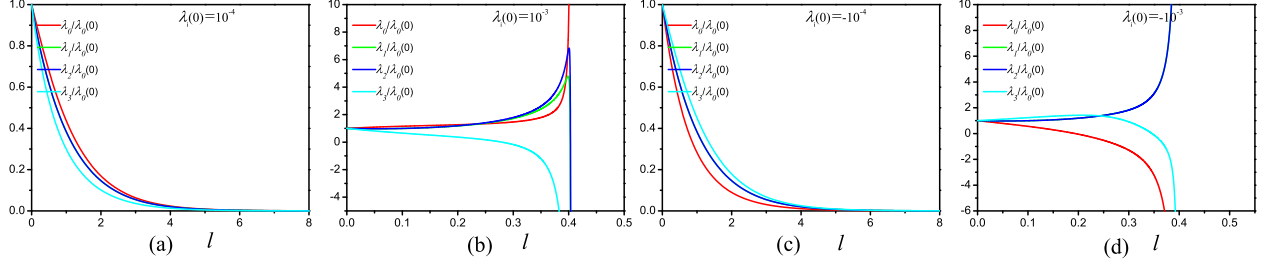 λᵢ(0)=10⁻⁴
λ₀/λ₀(0)
λ₁/λ₀(0)
λ₂/λ₀(0)
λ₃/λ₀(0)
1.0
0.8
0.6
0.4
0.2
0.0
0 2 4 6 8
(a) l
λᵢ(0)=10⁻³
λ₀/λ₀(0)
λ₁/λ₀(0)
λ₂/λ₀(0)
λ₃/λ₀(0)
10
8
6
4
2
0
-2
-4
0.0 0.1 0.2 0.3 0.4 0.5
(b) l
λᵢ(0)=-10⁻⁴
λ₀/λ₀(0)
λ₁/λ₀(0)
λ₂/λ₀(0)
λ₃/λ₀(0)
1.0
0.8
0.6
0.4
0.2
0.0
0 2 4 6 8
(c) l
λᵢ(0)=-10⁻³
λ₀/λ₀(0)
λ₁/λ₀(0)
λ₂/λ₀(0)
λ₃/λ₀(0)
10
8
6
4
2
0
-2
-4
-6
0.0 0.1 0.2 0.3 0.4 0.5
l (d)